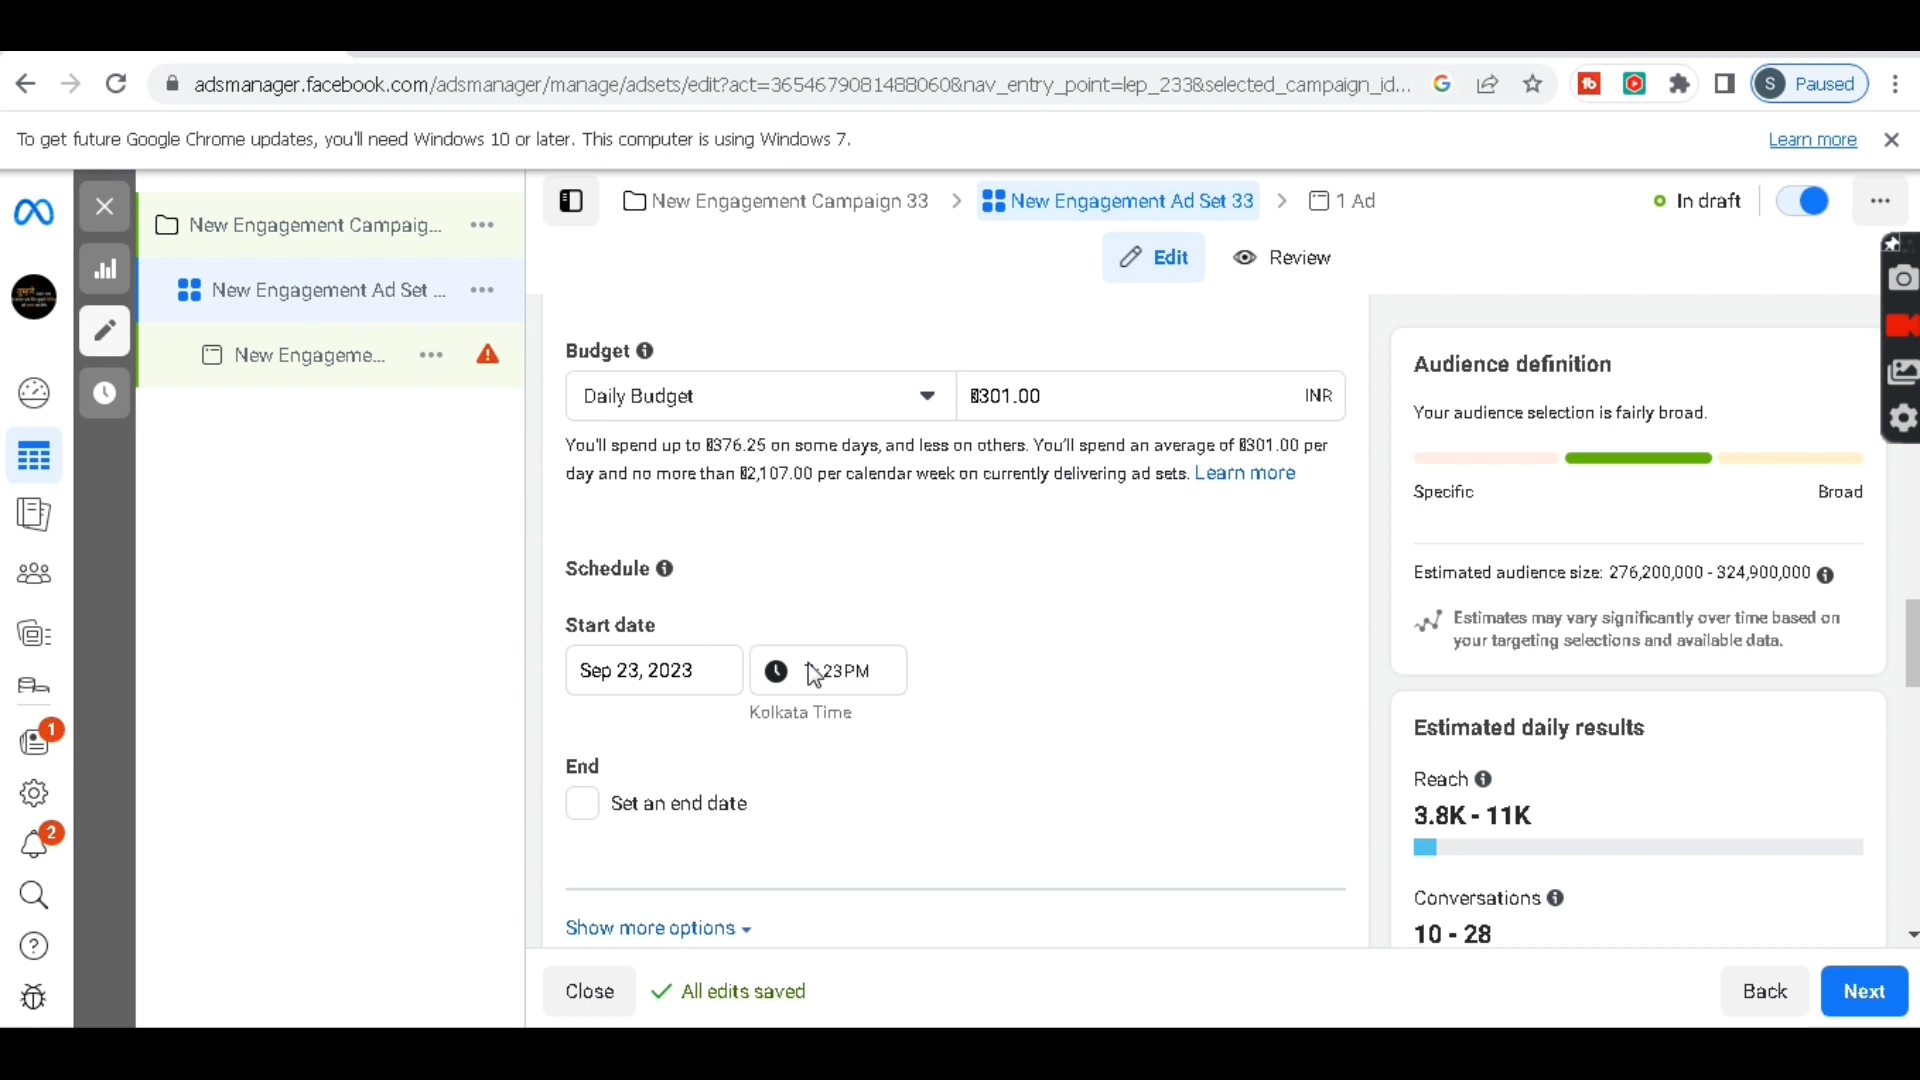 adsmanager.facebook.com/adsmanager/manage/adsets/edit?act=3654679081488060&nav_entry_point=lep_233&selected_campaign_id...
S Paused
To get future Google Chrome updates, you'll need Windows 10 or later. This computer is using Windows 7.
Learn more
New Engagement Campaig...
New Engagement Ad Set ...
New Engageme...
1
2
New Engagement Campaign 33
New Engagement Ad Set 33
1 Ad
In draft
Edit
Review
Budget
Daily Budget
301.00 INR
You'll spend up to 376.25 on some days, and less on others. You'll spend an average of 301.00 per
day and no more than 2,107.00 per calendar week on currently delivering ad sets. Learn more
Schedule
Start date
Sep 23, 2023
23PM
Kolkata Time
End
Set an end date
Show more options
Audience definition
Your audience selection is fairly broad.
Specific
Broad
Estimated audience size: 276,200,000 - 324,900,000
Estimates may vary significantly over time based on
your targeting selections and available data.
Estimated daily results
Reach
3.8K - 11K
Conversations
10 - 28
Close
All edits saved
Back
Next